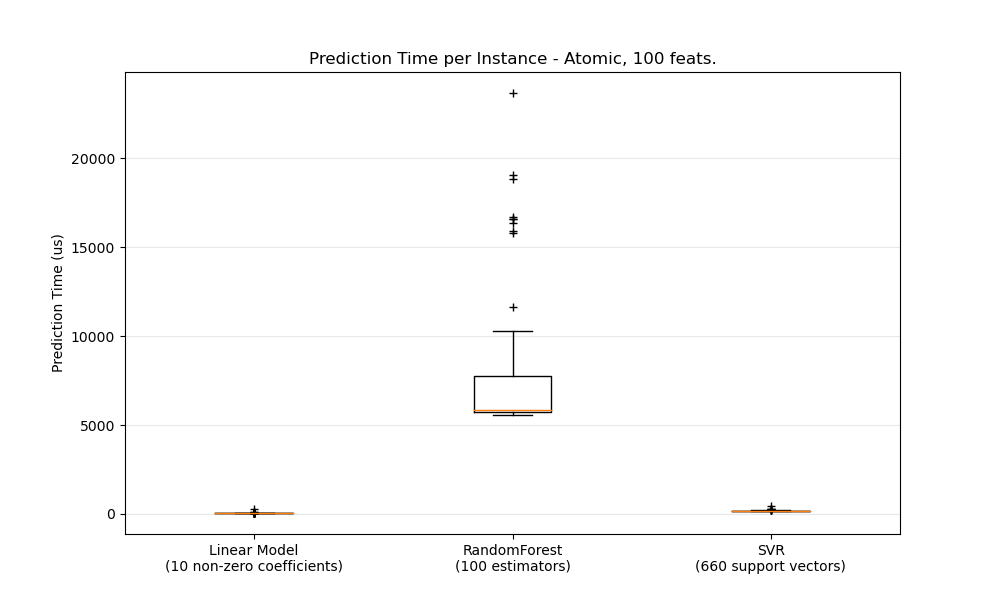 Prediction Time per Instance - Atomic, 100 feats.
Prediction Time (us)
20000
15000
10000
5000
0
Linear Model
(10 non-zero coefficients)
RandomForest
(100 estimators)
SVR
(660 support vectors)